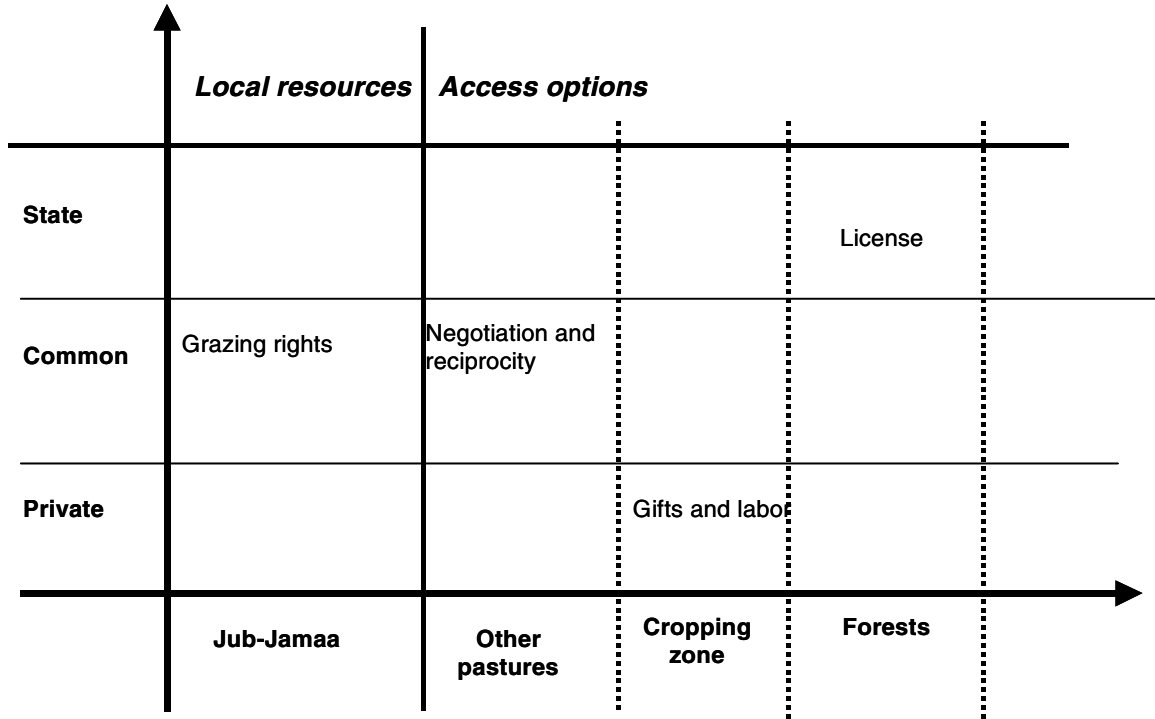 Local resources
Access options
State
License
Common
Grazing rights
Negotiation and
reciprocity
Private
Gifts and labor
Jub-Jamaa
Other
pastures
Cropping
zone
Forests